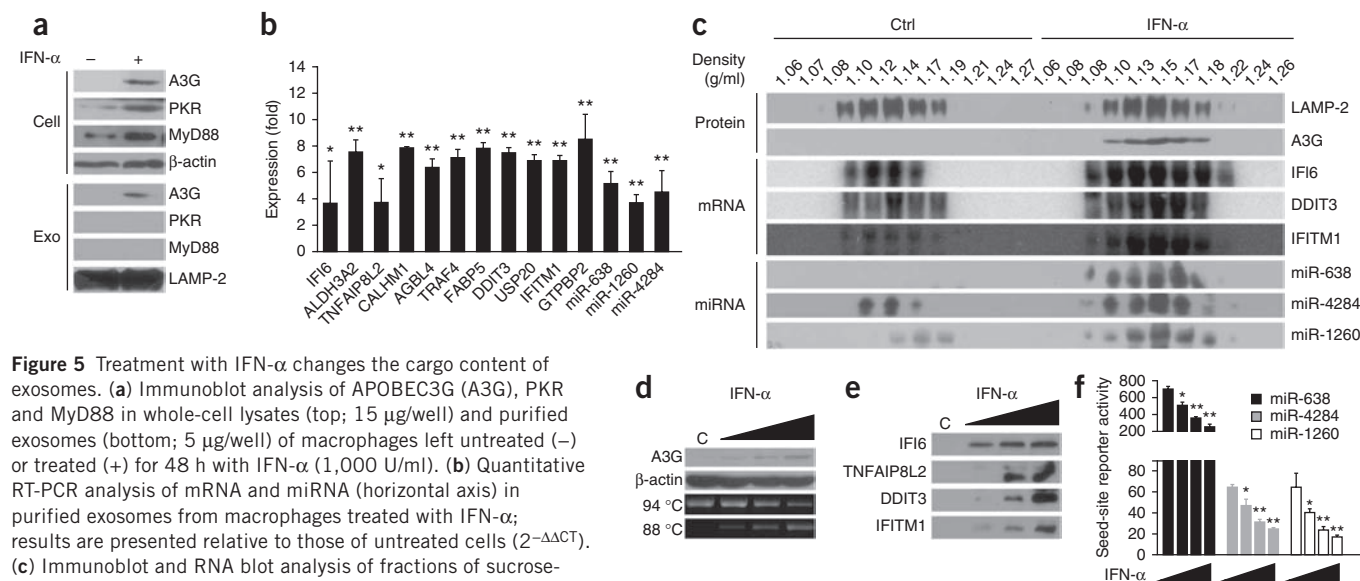 a
IFN-α – +
Cell
A3G
PKR
MyD88
β-actin
Exo
A3G
PKR
MyD88
LAMP-2
b
Expression (fold)
14
12
10
8
6
4
2
0
* ** * ** ** ** ** ** ** ** ** ** ** **
IFI6
ALDH3A2
TNFAIP8L2
CALHM1
AGBL4
TRAF4
FABP5
DDIT3
USP20
IFITM1
GTPBP2
miR-638
miR-1260
miR-4284
c
Ctrl IFN-α
Density (g/ml)
1.06 1.07 1.08 1.10 1.12 1.14 1.17 1.19 1.21 1.24 1.27 1.06 1.08 1.08 1.10 1.13 1.15 1.17 1.18 1.22 1.24 1.26
Protein
LAMP-2
A3G
mRNA
IFI6
DDIT3
IFITM1
miRNA
miR-638
miR-4284
miR-1260
Figure 5 Treatment with IFN-α changes the cargo content of
exosomes. (a) Immunoblot analysis of APOBEC3G (A3G), PKR
and MyD88 in whole-cell lysates (top; 15 μg/well) and purified
exosomes (bottom; 5 μg/well) of macrophages left untreated (–)
or treated (+) for 48 h with IFN-α (1,000 U/ml). (b) Quantitative
RT-PCR analysis of mRNA and miRNA (horizontal axis) in
purified exosomes from macrophages treated with IFN-α;
results are presented relative to those of untreated cells (2−ΔΔCT).
(c) Immunoblot and RNA blot analysis of fractions of sucrose-
d
IFN-α
C
A3G
β-actin
94 °C
88 °C
e
IFN-α
C
IFI6
TNFAIP8L2
DDIT3
IFITM1
f
Seed-site reporter activity
800
600
400
200
80
60
40
20
0
* ** **
* ** **
* ** **
miR-638
miR-4284
miR-1260
IFN-α